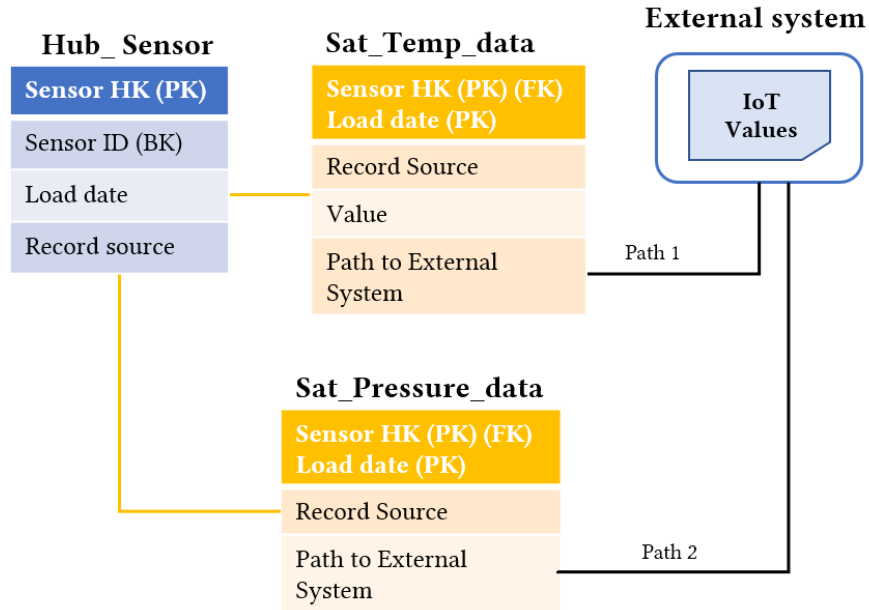 Hub_ Sensor
Sensor HK (PK)
Sensor ID (BK)
Load date
Record source
Sat_Temp_data
Sensor HK (PK) (FK)
Load date (PK)
Record Source
Value
Path to External
System
External system
IoT
Values
Path 1
Sat_Pressure_data
Sensor HK (PK) (FK)
Load date (PK)
Record Source
Path to External
System
Path 2